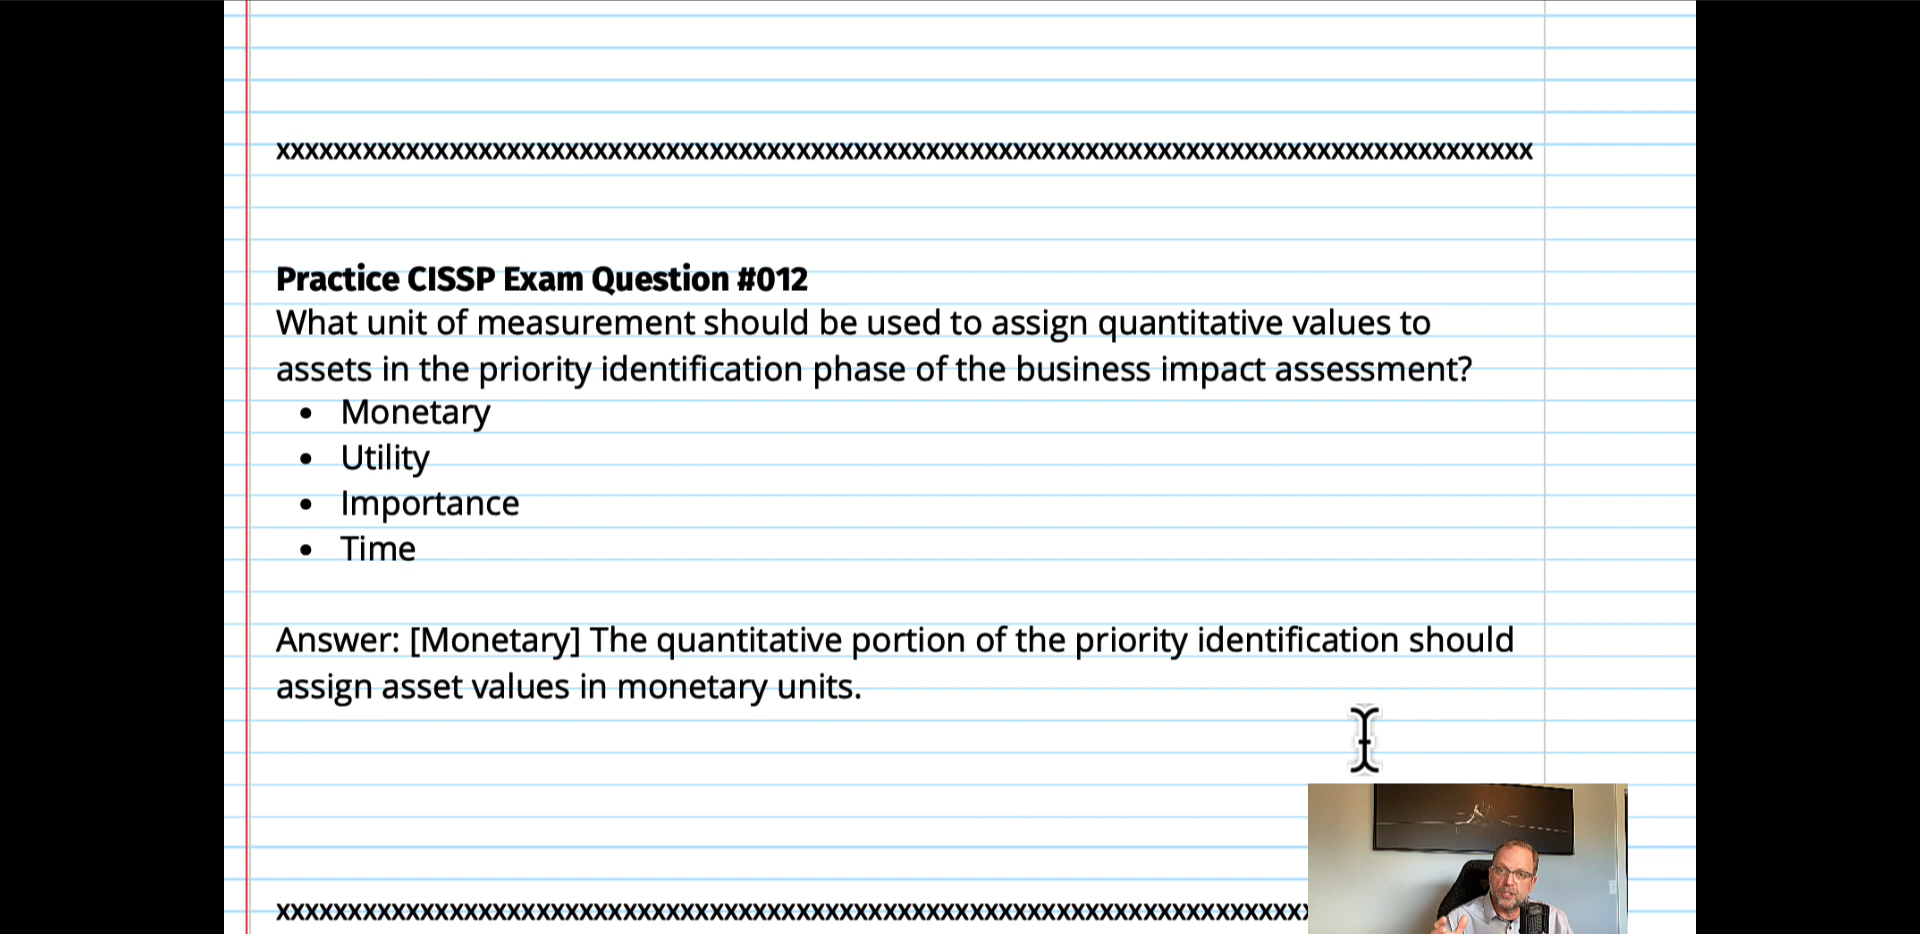 xxxxxxxxxxxxxxxxxxxxxxxxxxxxxxxxxxxxxxxxxxxxxxxxxxxxxxxxxxxxxxxxxxxxxxxxxxxxxxxxxxxxxxx
Practice CISSP Exam Question #012
What unit of measurement should be used to assign quantitative values to
assets in the priority identification phase of the business impact assessment?
• Monetary
• Utility
• Importance
• Time
Answer: [Monetary] The quantitative portion of the priority identification should
assign asset values in monetary units.
xxxxxxxxxxxxxxxxxxxxxxxxxxxxxxxxxxxxxxxxxxxxxxxxxxxxxxxxxxxxxxxxxxxxxxxx